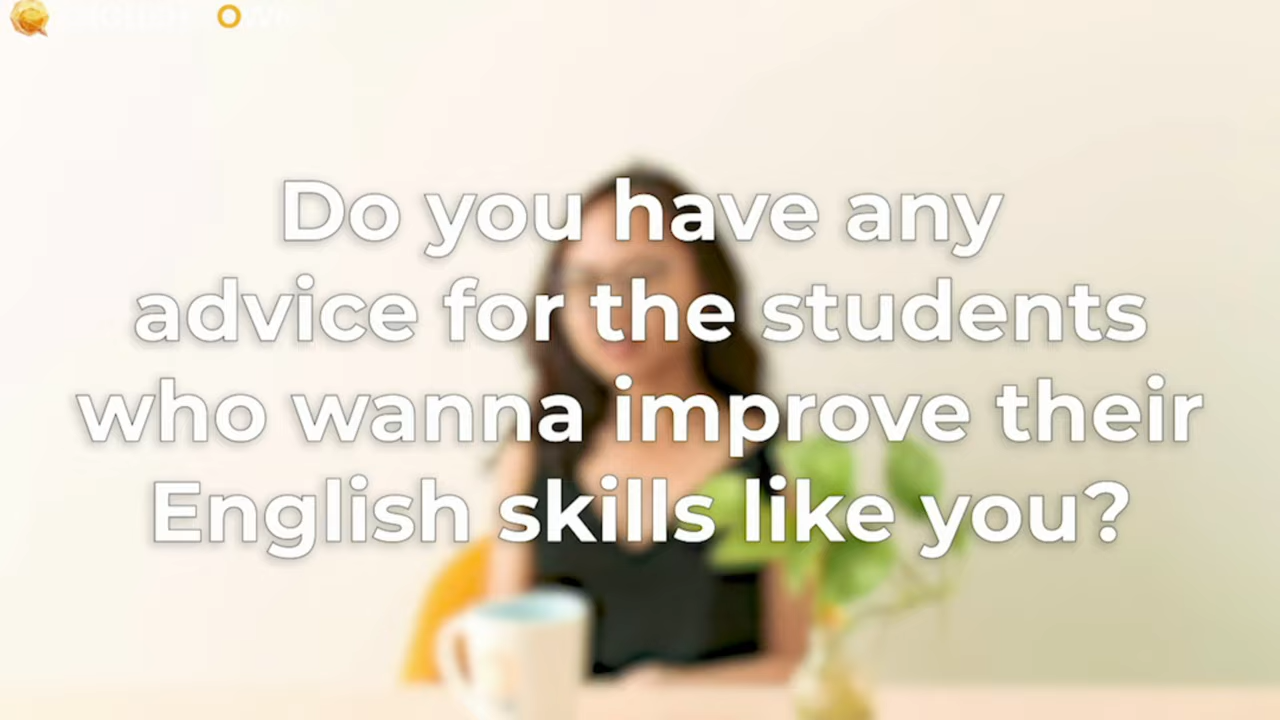 Do you have any
advice for the students
who wanna improve their
English skills like you?